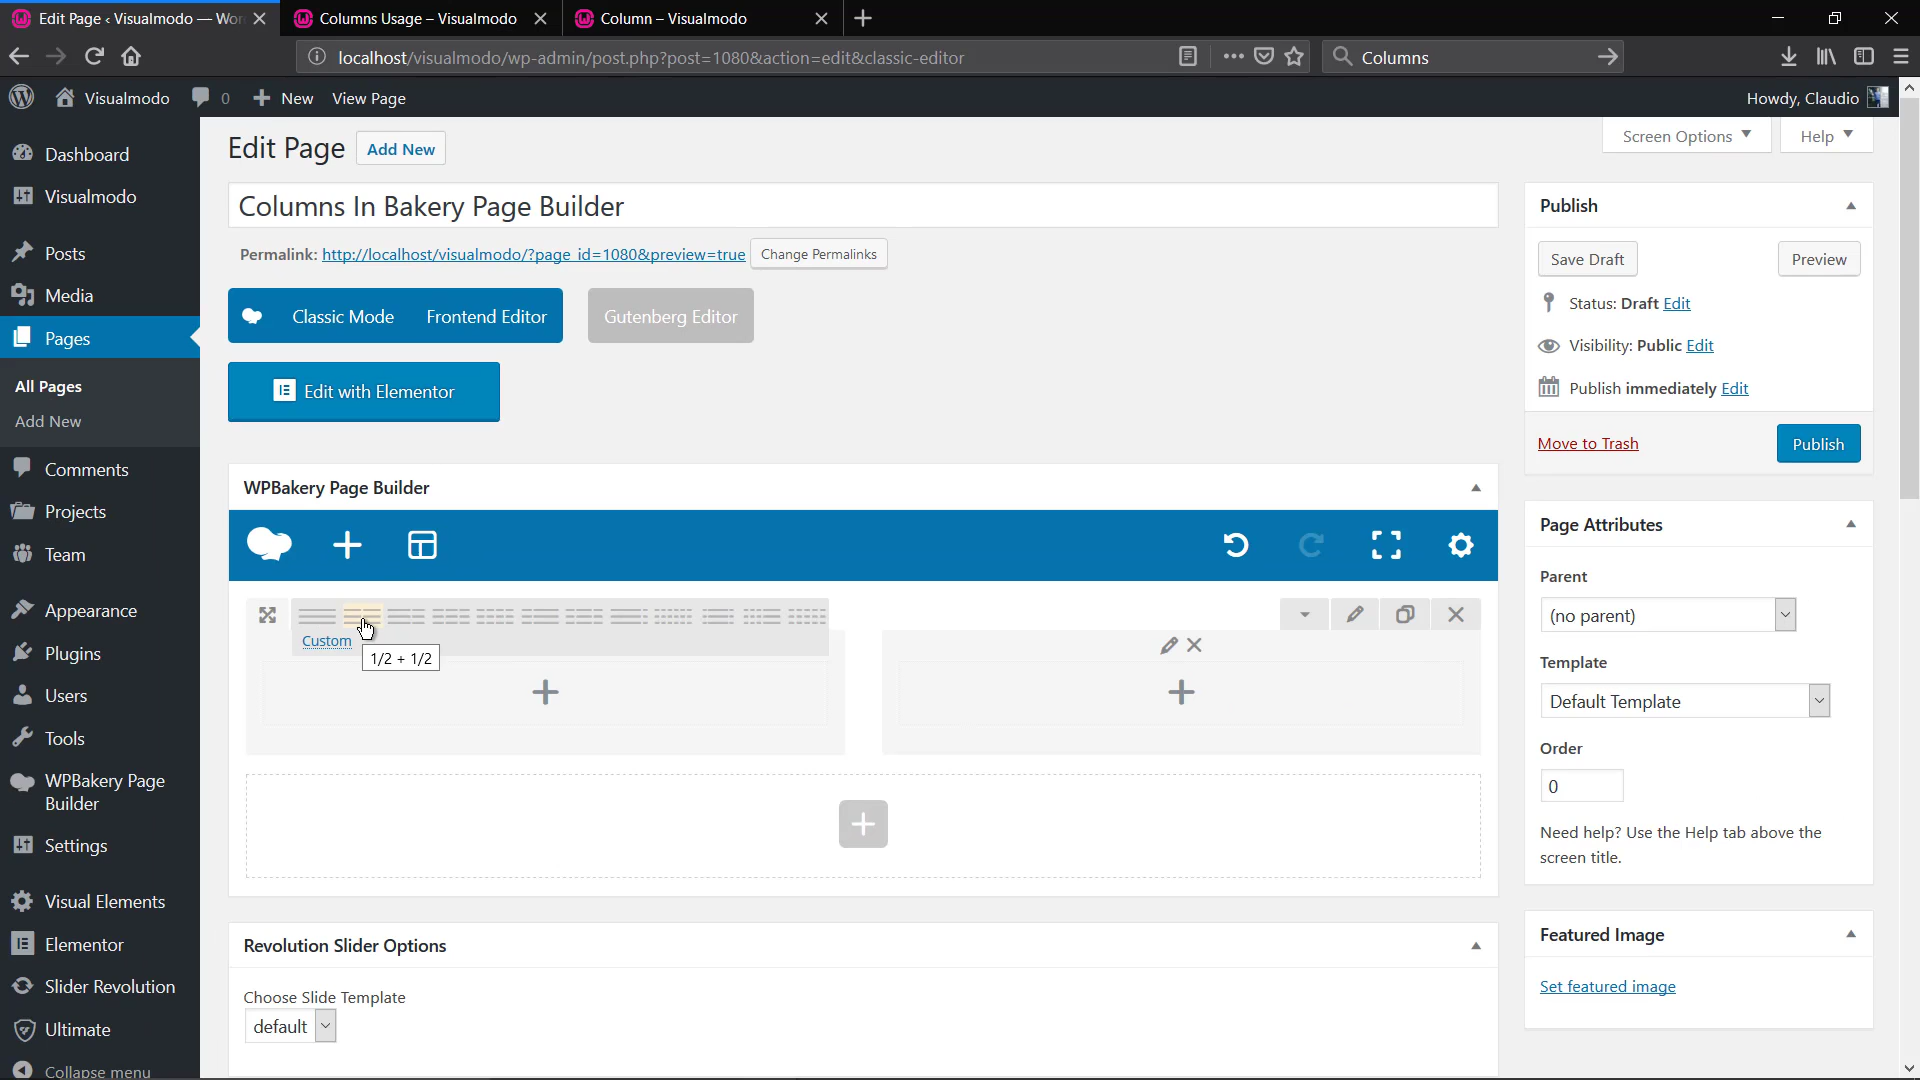 Edit Page ‹ Visualmodo — Wor
Columns Usage – Visualmodo
Column – Visualmodo
localhost/visualmodo/wp-admin/post.php?post=1080&action=edit&classic-editor
Columns
Visualmodo
0
New
View Page
Howdy, Claudio
Dashboard
Visualmodo
Posts
Media
Pages
All Pages
Add New
Comments
Projects
Team
Appearance
Plugins
Users
Tools
WPBakery Page
Builder
Settings
Visual Elements
Elementor
Slider Revolution
Ultimate
Collapse menu
Edit Page
Add New
Screen Options
Help
Columns In Bakery Page Builder
Permalink: http://localhost/visualmodo/?page_id=1080&preview=true
Change Permalinks
Classic Mode
Frontend Editor
Gutenberg Editor
Edit with Elementor
WPBakery Page Builder
Custom
1/2 + 1/2
Revolution Slider Options
Choose Slide Template
default
Publish
Save Draft
Preview
Status: Draft Edit
Visibility: Public Edit
Publish immediately Edit
Move to Trash
Publish
Page Attributes
Parent
(no parent)
Template
Default Template
Order
0
Need help? Use the Help tab above the
screen title.
Featured Image
Set featured image